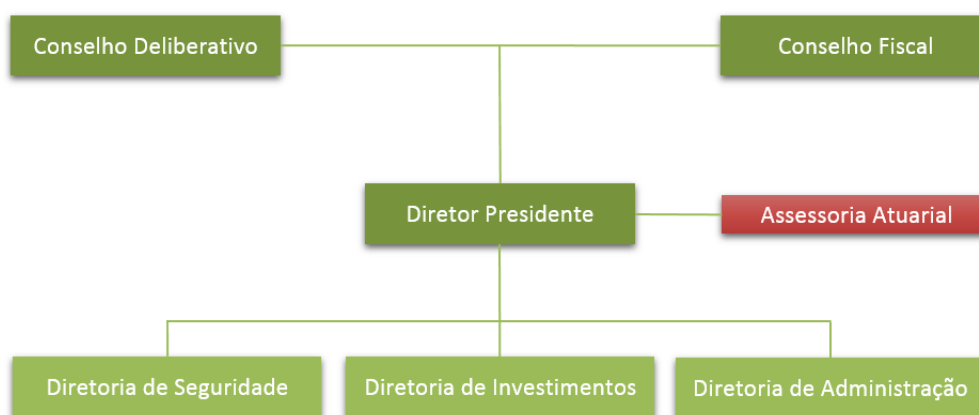 Conselho Deliberativo
Conselho Fiscal
Diretor Presidente
Assessoria Atuarial
Diretoria de Seguridade
Diretoria de Investimentos
Diretoria de Administração